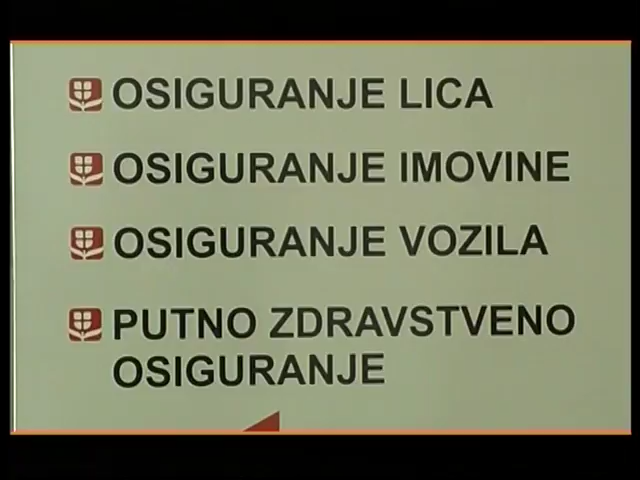 OSIGURANJE LICA
OSIGURANJE IMOVINE
OSIGURANJE VOZILA
PUTNO ZDRAVSTVENO
OSIGURANJE